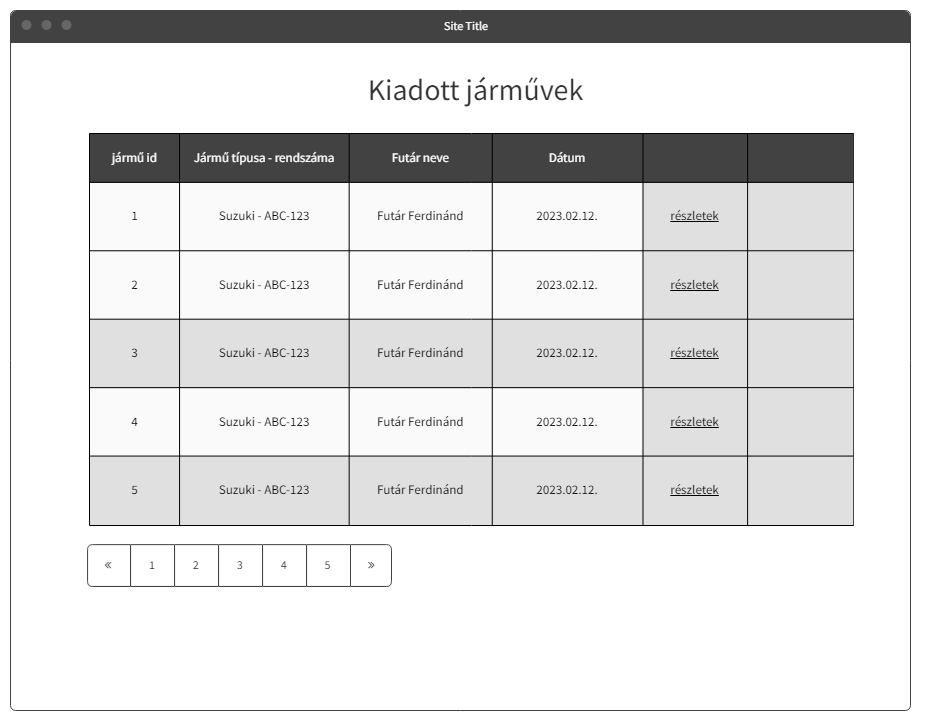 Site Title
Kiadott járművek
jármű id Jármű típusa - rendszáma Futár neve Dátum
1 Suzuki - ABC-123 Futár Ferdinánd 2023.02.12. részletek
2 Suzuki - ABC-123 Futár Ferdinánd 2023.02.12. részletek
3 Suzuki - ABC-123 Futár Ferdinánd 2023.02.12. részletek
4 Suzuki - ABC-123 Futár Ferdinánd 2023.02.12. részletek
5 Suzuki - ABC-123 Futár Ferdinánd 2023.02.12. részletek
« 1 2 3 4 5 »